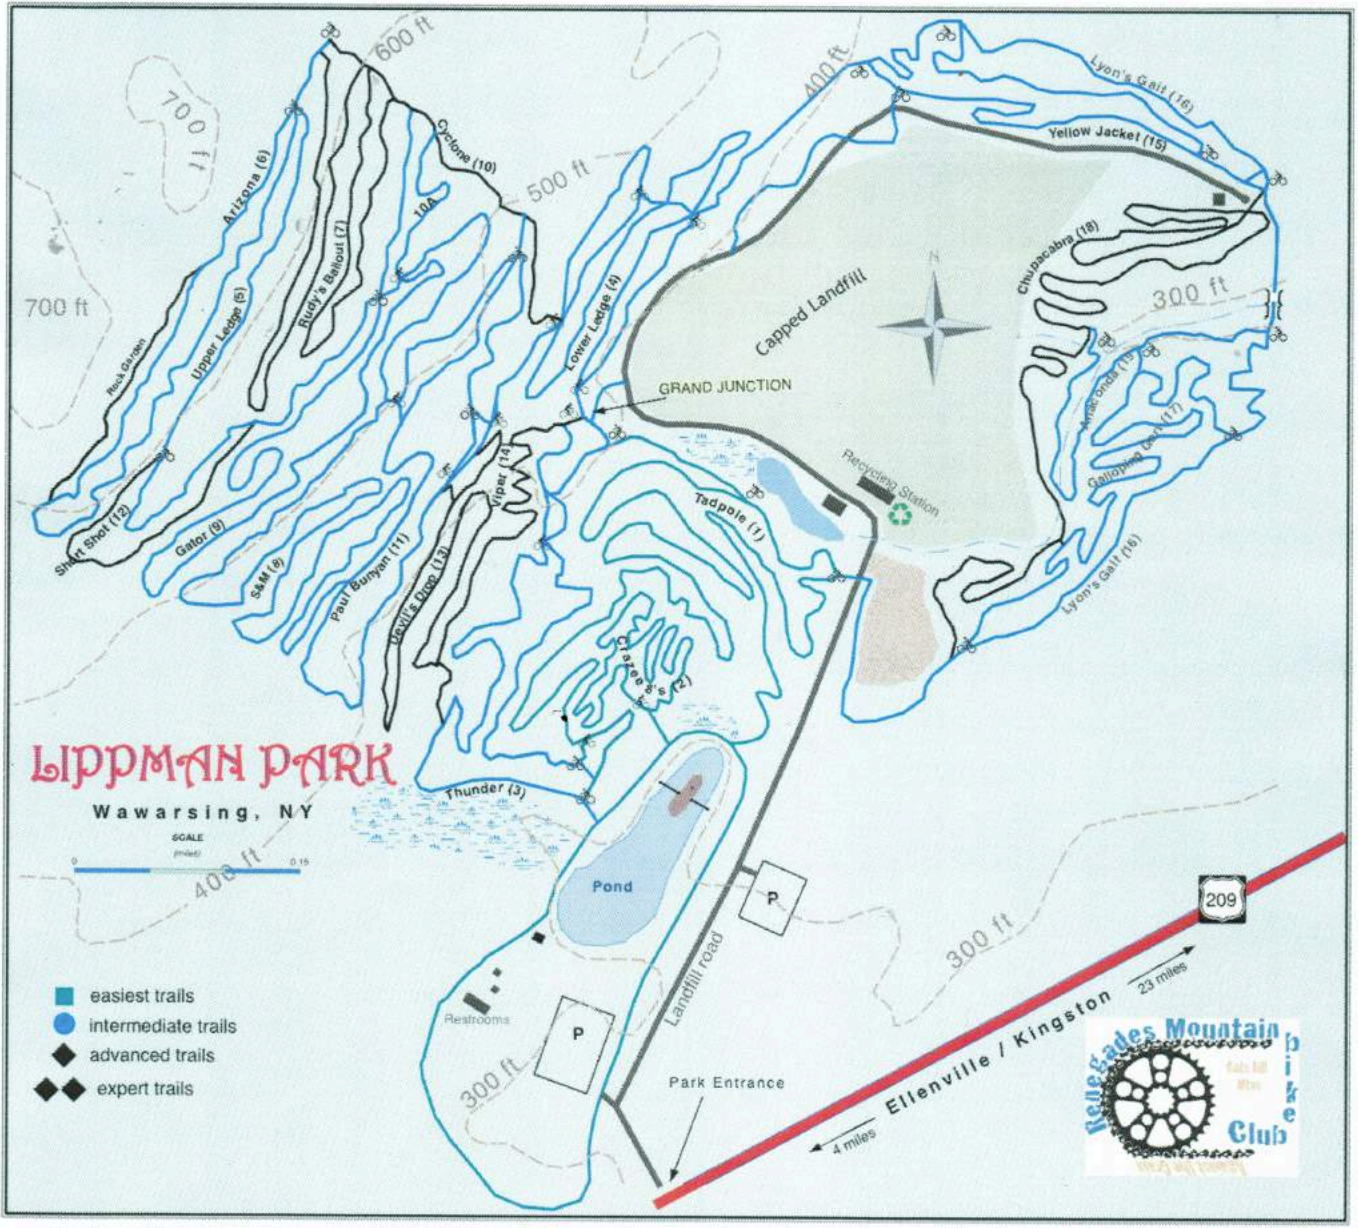 600 ft
400 ft
700 ft
Lyon's Gait (16)
Yellow Jacket (15)
Cyclone (10)
Arizona (6)
500 ft
10A
Rudy's Bailout (7)
Chupacabra (18)
N
700 ft
Upper Ledge (5)
Lower Ledge (4)
Capped Landfill
300 ft
Rock Garden
GRAND JUNCTION
Anaconda (19)
Galloping Goril (17)
Recycling Station
Viper (14)
Tadpole (1)
Short Shot (12)
Gator (9)
S&M (8)
Paul Bunyan (11)
Devil's Drop (13)
Lyon's Gait (16)
Crazee 8's (2)
LIPPMAN PARK
Wawarsing, NY
SCALE
(miles)
0 0.15
400 ft
Thunder (3)
Pond
P
209
300 ft
Landfill road
23 miles
easiest trails
intermediate trails
advanced trails
expert trails
Restrooms
P
300 ft
Park Entrance
Ellenville / Kingston
4 miles
Renegades Mountain bike
Club